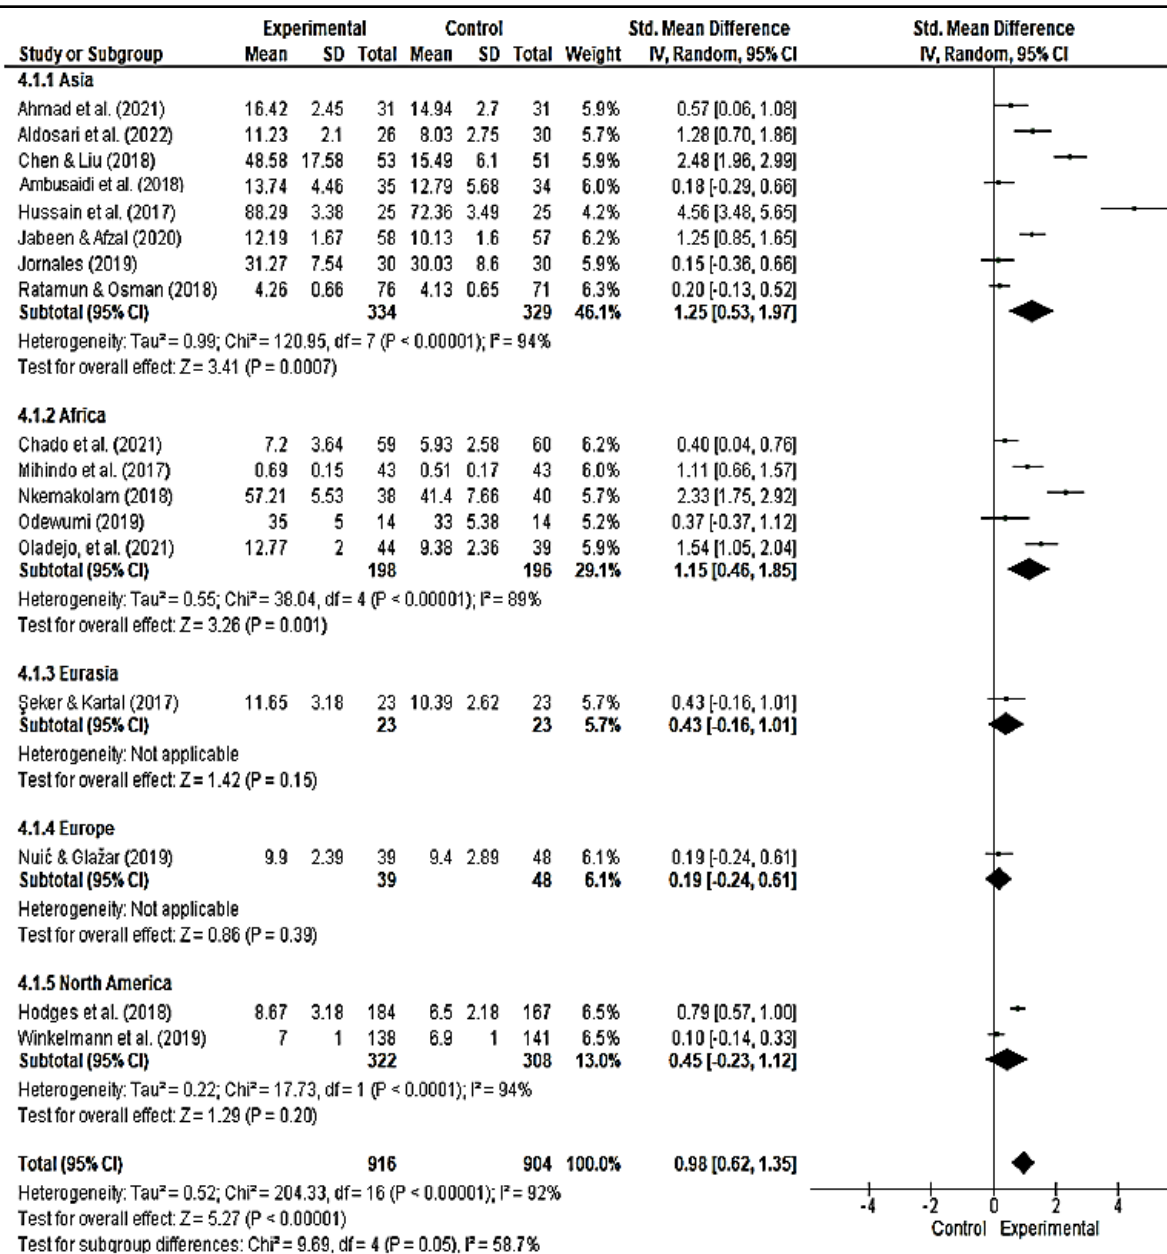 Experimental Control Std. Mean Difference Std. Mean Difference
Study or Subgroup Mean SD Total Mean SD Total Weight IV, Random, 95% CI IV, Random, 95% CI
4.1.1 Asia
Ahmad et al. (2021) 16.42 2.45 31 14.94 2.7 31 5.9% 0.57 [0.06, 1.08]
Aldosari et al. (2022) 11.23 2.1 26 8.03 2.75 30 5.7% 1.28 [0.70, 1.86]
Chen & Liu (2018) 48.58 17.58 53 15.49 6.1 51 5.9% 2.48 [1.96, 2.99]
Ambusaidi et al. (2018) 13.74 4.46 35 12.79 5.68 34 6.0% 0.18 [-0.29, 0.66]
Hussain et al. (2017) 88.29 3.38 25 72.36 3.49 25 4.2% 4.56 [3.48, 5.65]
Jabeen & Afzal (2020) 12.19 1.67 58 10.13 1.6 57 6.2% 1.25 [0.85, 1.65]
Jornales (2019) 31.27 7.54 30 30.03 8.6 30 5.9% 0.15 [-0.36, 0.66]
Ratamun & Osman (2018) 4.26 0.66 76 4.13 0.65 71 6.3% 0.20 [-0.13, 0.52]
Subtotal (95% CI) 334 329 46.1% 1.25 [0.53, 1.97]
Heterogeneity: Tau² = 0.99; Chi² = 120.95, df = 7 (P < 0.00001); I² = 94%
Test for overall effect: Z = 3.41 (P = 0.0007)
4.1.2 Africa
Chado et al. (2021) 7.2 3.64 59 5.93 2.58 60 6.2% 0.40 [0.04, 0.76]
Mihindo et al. (2017) 0.69 0.15 43 0.51 0.17 43 6.0% 1.11 [0.66, 1.57]
Nkemakolam (2018) 57.21 5.53 38 41.4 7.66 40 5.7% 2.33 [1.75, 2.92]
Odewumi (2019) 35 5 14 33 5.38 14 5.2% 0.37 [-0.37, 1.12]
Oladejo, et al. (2021) 12.77 2 44 9.38 2.36 39 5.9% 1.54 [1.05, 2.04]
Subtotal (95% CI) 198 196 29.1% 1.15 [0.46, 1.85]
Heterogeneity: Tau² = 0.55; Chi² = 38.04, df = 4 (P < 0.00001); I² = 89%
Test for overall effect: Z = 3.26 (P = 0.001)
4.1.3 Eurasia
Şeker & Kartal (2017) 11.65 3.18 23 10.39 2.62 23 5.7% 0.43 [-0.16, 1.01]
Subtotal (95% CI) 23 23 5.7% 0.43 [-0.16, 1.01]
Heterogeneity: Not applicable
Test for overall effect: Z = 1.42 (P = 0.15)
4.1.4 Europe
Nuić & Glažar (2019) 9.9 2.39 39 9.4 2.89 48 6.1% 0.19 [-0.24, 0.61]
Subtotal (95% CI) 39 48 6.1% 0.19 [-0.24, 0.61]
Heterogeneity: Not applicable
Test for overall effect: Z = 0.86 (P = 0.39)
4.1.5 North America
Hodges et al. (2018) 8.67 3.18 184 6.5 2.18 167 6.5% 0.79 [0.57, 1.00]
Winkelmann et al. (2019) 7 1 138 6.9 1 141 6.5% 0.10 [-0.14, 0.33]
Subtotal (95% CI) 322 308 13.0% 0.45 [-0.23, 1.12]
Heterogeneity: Tau² = 0.22; Chi² = 17.73, df = 1 (P < 0.0001); I² = 94%
Test for overall effect: Z = 1.29 (P = 0.20)
Total (95% CI) 916 904 100.0% 0.98 [0.62, 1.35]
Heterogeneity: Tau² = 0.52; Chi² = 204.33, df = 16 (P < 0.00001); I² = 92%
Test for overall effect: Z = 5.27 (P < 0.00001)
Test for subgroup differences: Chi² = 9.69, df = 4 (P = 0.05), I² = 58.7%
-4 -2 0 2 4
Control Experimental